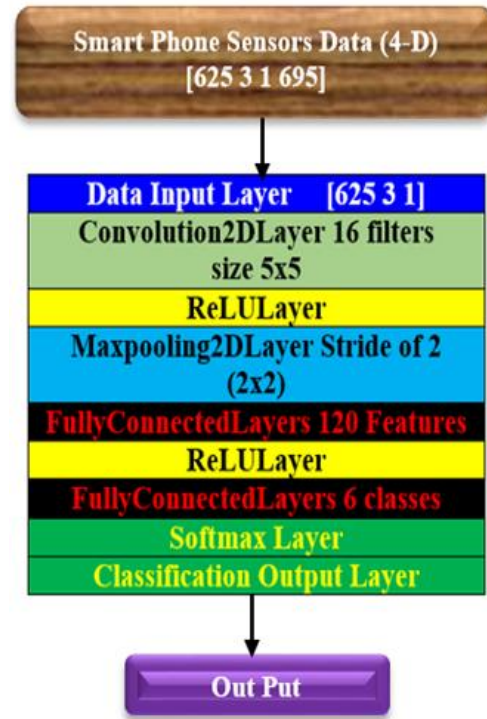 Smart Phone Sensors Data (4-D)
[625 3 1 695]
Data Input Layer [625 3 1]
Convolution2DLayer 16 filters
size 5x5
ReLULayer
Maxpooling2DLayer Stride of 2
(2x2)
FullyConnectedLayers 120 Features
ReLULayer
FullyConnectedLayers 6 classes
Softmax Layer
Classification Output Layer
Out Put